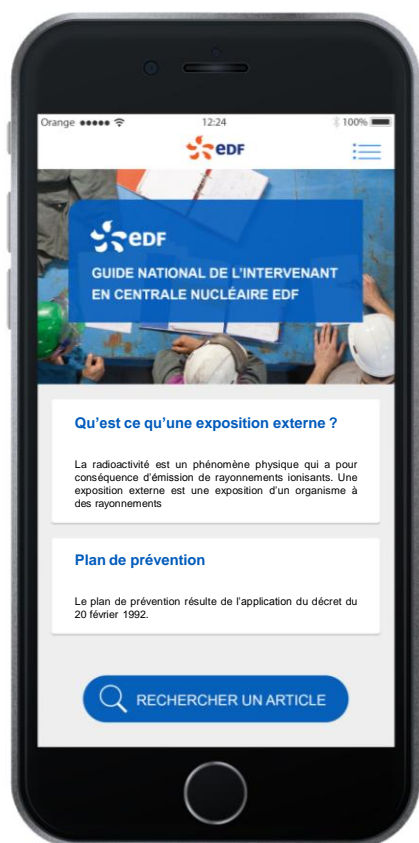 Orange 12:24 100%
edf
edf
GUIDE NATIONAL DE L'INTERVENANT
EN CENTRALE NUCLÉAIRE EDF
Qu'est ce qu'une exposition externe ?
La radioactivité est un phénomène physique qui a pour
conséquence d'émission de rayonnements ionisants. Une
exposition externe est une exposition d'un organisme à
des rayonnements
Plan de prévention
Le plan de prévention résulte de l'application du décret du
20 février 1992.
RECHERCHER UN ARTICLE